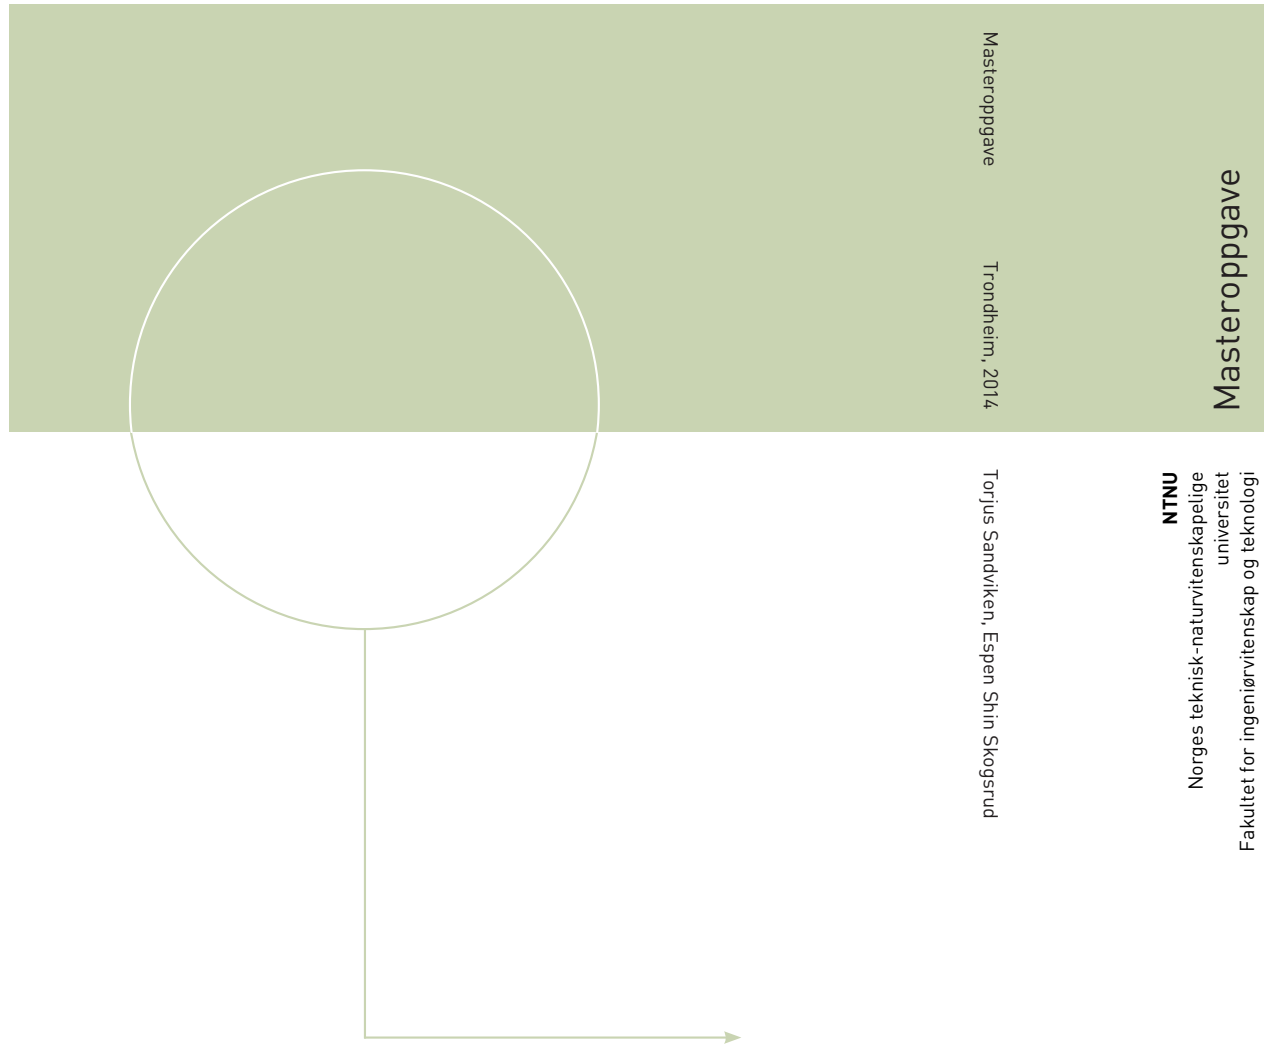 Masteroppgave
Trondheim, 2014
Torjus Sandviken, Espen Shin Skogsrud
Masteroppgave
NTNU
Norges teknisk-naturvitenskapelige
universitet
Fakultet for ingeniørvitenskap og teknologi